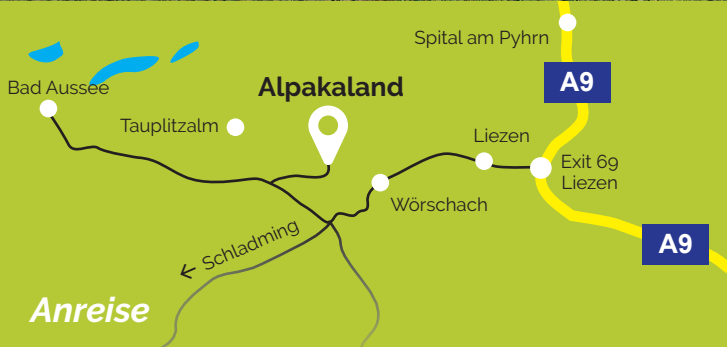 Spital am Pyhrn
A9
Bad Aussee
Alpakaland
Tauplitzalm
Liezen
Exit 69
Liezen
Wörschach
← Schladming
A9
Anreise